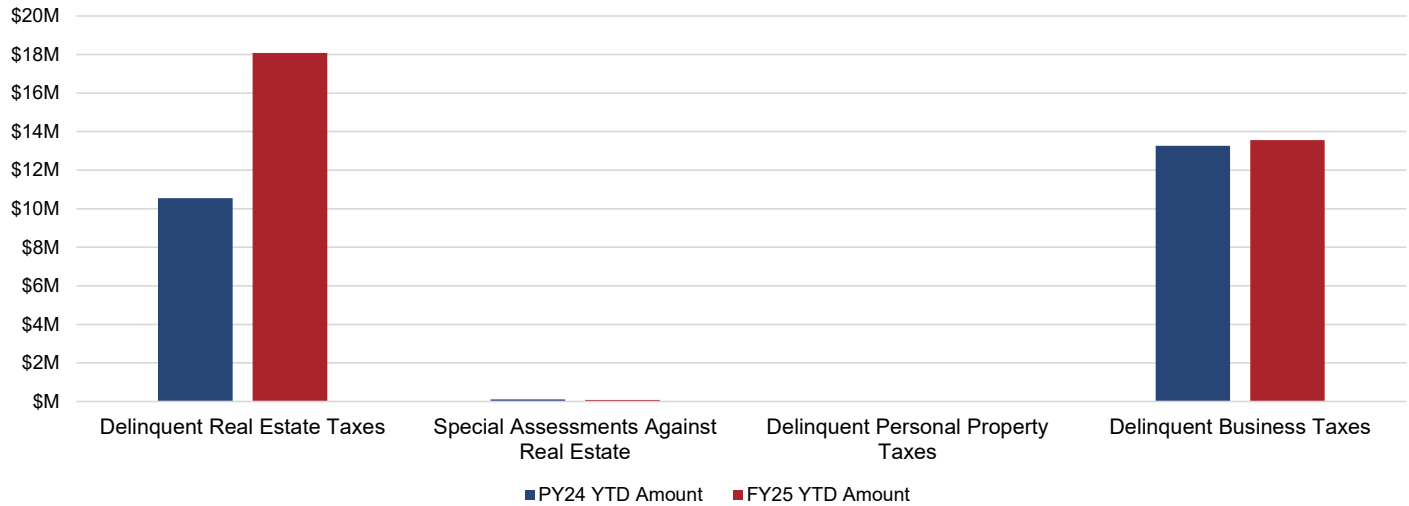 $20M
$18M
$16M
$14M
$12M
$10M
$8M
$6M
$4M
$2M
$M
Delinquent Real Estate Taxes
Special Assessments Against
Real Estate
Delinquent Personal Property
Taxes
Delinquent Business Taxes
PY24 YTD Amount
FY25 YTD Amount